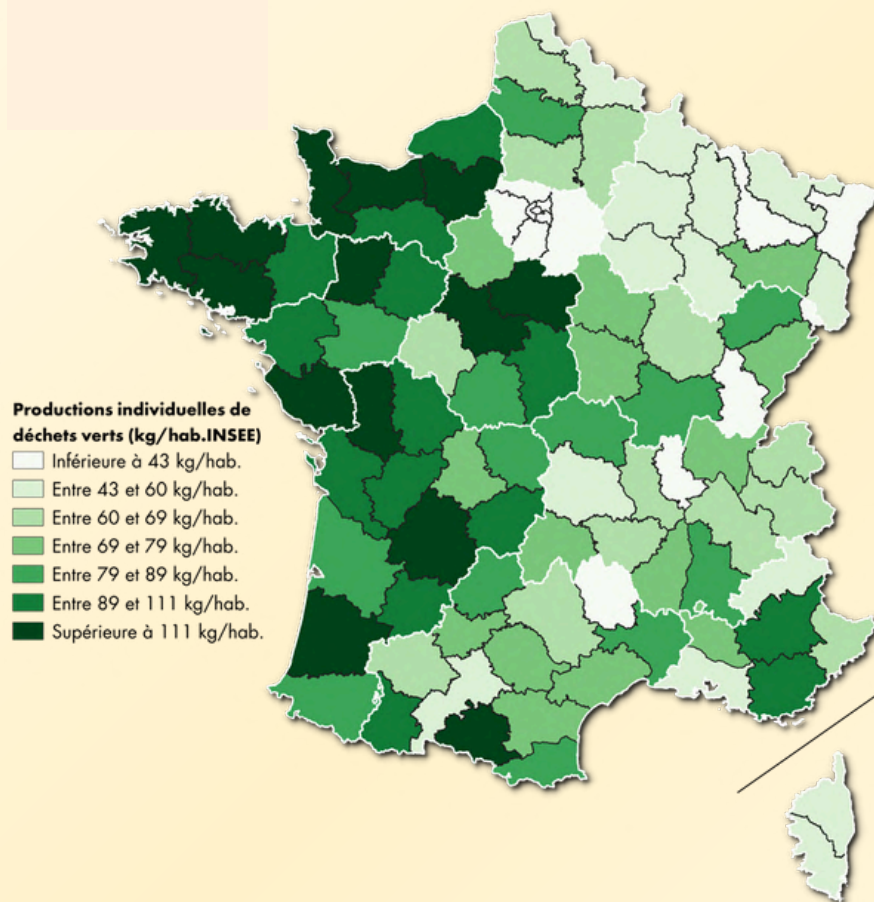 Productions individuelles de
déchets verts (kg/hab.INSEE)
Inférieure à 43 kg/hab.
Entre 43 et 60 kg/hab.
Entre 60 et 69 kg/hab.
Entre 69 et 79 kg/hab.
Entre 79 et 89 kg/hab.
Entre 89 et 111 kg/hab.
Supérieure à 111 kg/hab.